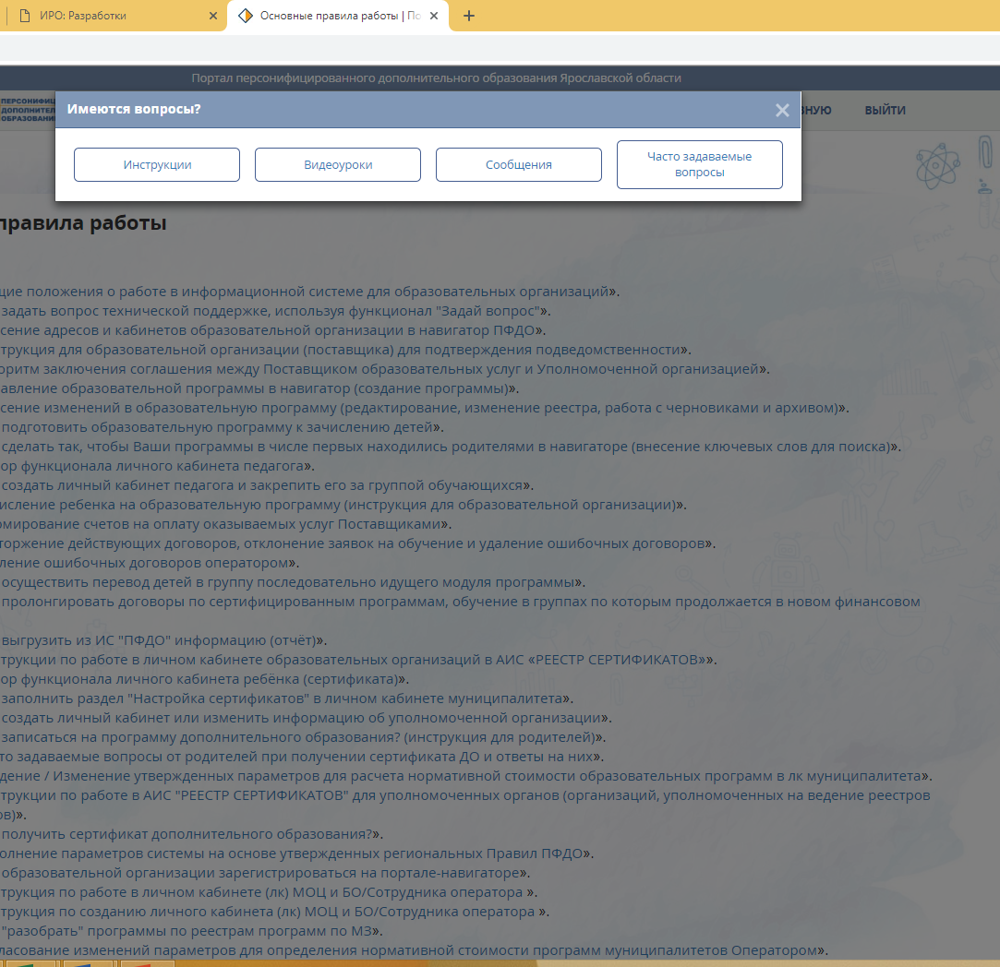 ИРО: Разработки
Основные правила работы | По
Портал персонифицированного дополнительного образования Ярославской области
ПЕРСОНИФИЦ
ДОПОЛНИТЕЛ
ОБРАЗОВАНИ
Имеются вопросы?
ВНУЮ
ВЫЙТИ
Инструкции
Видеоуроки
Сообщения
Часто задаваемые
вопросы
правила работы
щие положения о работе в информационной системе для образовательных организаций».
задать вопрос технической поддержке, используя функционал "Задай вопрос"».
сение адресов и кабинетов образовательной организации в навигатор ПФДО».
трукция для образовательной организации (поставщика) для подтверждения подведомственности».
оритм заключения соглашения между Поставщиком образовательных услуг и Уполномоченной организацией».
авление образовательной программы в навигатор (создание программы)».
сение изменений в образовательную программу (редактирование, изменение реестра, работа с черновиками и архивом)».
подготовить образовательную программу к зачислению детей».
сделать так, чтобы Ваши программы в числе первых находились родителями в навигаторе (внесение ключевых слов для поиска)».
ор функционала личного кабинета педагога».
создать личный кабинет педагога и закрепить его за группой обучающихся».
исление ребенка на образовательную программу (инструкция для образовательной организации)».
рмирование счетов на оплату оказываемых услуг Поставщиками».
торжение действующих договоров, отклонение заявок на обучение и удаление ошибочных договоров».
ление ошибочных договоров оператором».
осуществить перевод детей в группу последовательно идущего модуля программы».
пролонгировать договоры по сертифицированным программам, обучение в группах по которым продолжается в новом финансовом
выгрузить из ИС "ПФДО" информацию (отчёт)».
трукции по работе в личном кабинете образовательных организаций в АИС «РЕЕСТР СЕРТИФИКАТОВ»».
ор функционала личного кабинета ребёнка (сертификата)».
заполнить раздел "Настройка сертификатов" в личном кабинете муниципалитета».
создать личный кабинет или изменить информацию об уполномоченной организации».
записаться на программу дополнительного образования? (инструкция для родителей)».
то задаваемые вопросы от родителей при получении сертификата ДО и ответы на них».
дение / Изменение утвержденных параметров для расчета нормативной стоимости образовательных программ в лк муниципалитета».
трукции по работе в АИС "РЕЕСТР СЕРТИФИКАТОВ" для уполномоченных органов (организаций, уполномоченных на ведение реестров
ов)».
получить сертификат дополнительного образования?».
олнение параметров системы на основе утвержденных региональных Правил ПФДО».
образовательной организации зарегистрироваться на портале-навигаторе».
трукция по работе в личном кабинете (лк) МОЦ и БО/Сотрудника оператора ».
трукция по созданию личного кабинета (лк) МОЦ и БО/Сотрудника оператора ».
"разобрать" программы по реестрам программ по МЗ».
ласование изменений параметров для определения нормативной стоимости программ муниципалитетов Оператором».